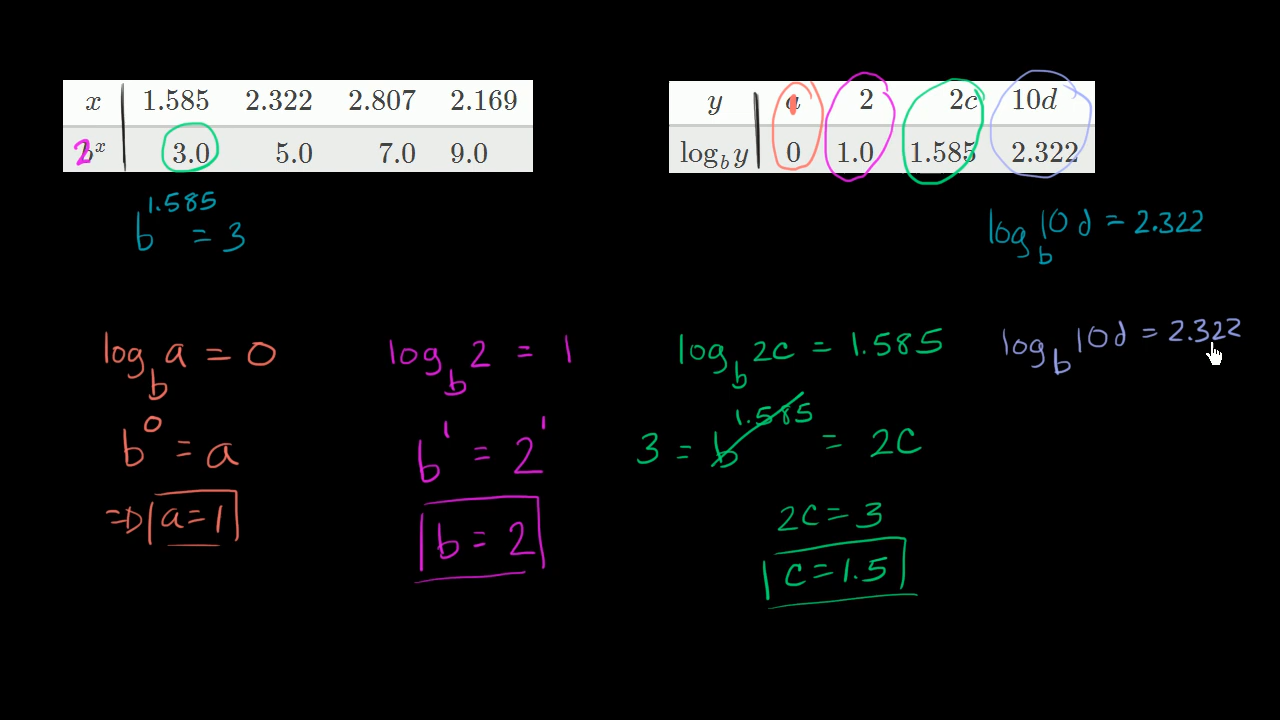 x 1.585 2.322 2.807 2.169
2 bˣ 3.0 5.0 7.0 9.0
y a 2 2c 10d
log_b y 0 1.0 1.585 2.322
b^1.585 = 3
log_b 10d = 2.322
log_b a = 0
b^0 = a
⇒ a = 1
log_b 2 = 1
b^1 = 2^1
b = 2
log_b 2c = 1.585
3 = b^1.585 = 2c
2c = 3
c = 1.5
log_b 10d = 2.322